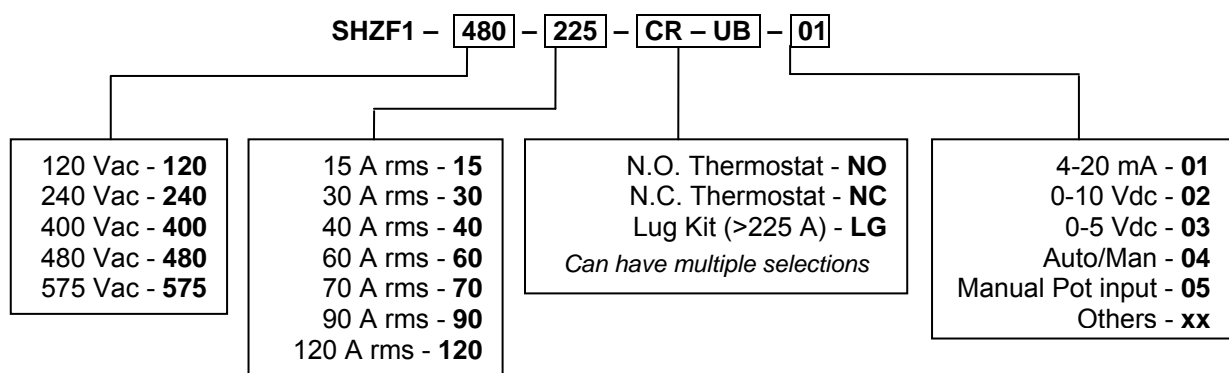 SHZF1 – 480 – 225 – CR – UB – 01
120 Vac - 120
240 Vac - 240
400 Vac - 400
480 Vac - 480
575 Vac - 575
15 A rms - 15
30 A rms - 30
40 A rms - 40
60 A rms - 60
70 A rms - 70
90 A rms - 90
120 A rms - 120
N.O. Thermostat - NO
N.C. Thermostat - NC
Lug Kit (>225 A) - LG
Can have multiple selections
4-20 mA - 01
0-10 Vdc - 02
0-5 Vdc - 03
Auto/Man - 04
Manual Pot input - 05
Others - xx